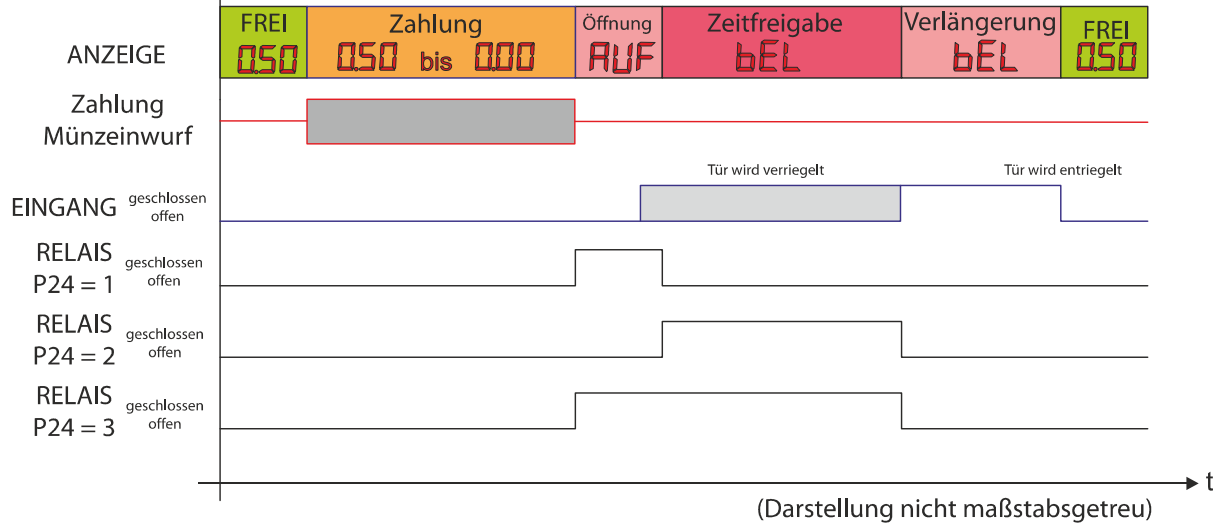 FREI Zahlung Öffnung Zeitfreigabe Verlängerung FREI
ANZEIGE 0.50 0.50 bis 0.00 AUF bEL bEL 0.50
Zahlung
Münzeinwurf
Tür wird verriegelt Tür wird entriegelt
EINGANG geschlossen
offen
RELAIS
P24 = 1
geschlossen
offen
RELAIS
P24 = 2
geschlossen
offen
RELAIS
P24 = 3
geschlossen
offen
t
(Darstellung nicht maßstabsgetreu)